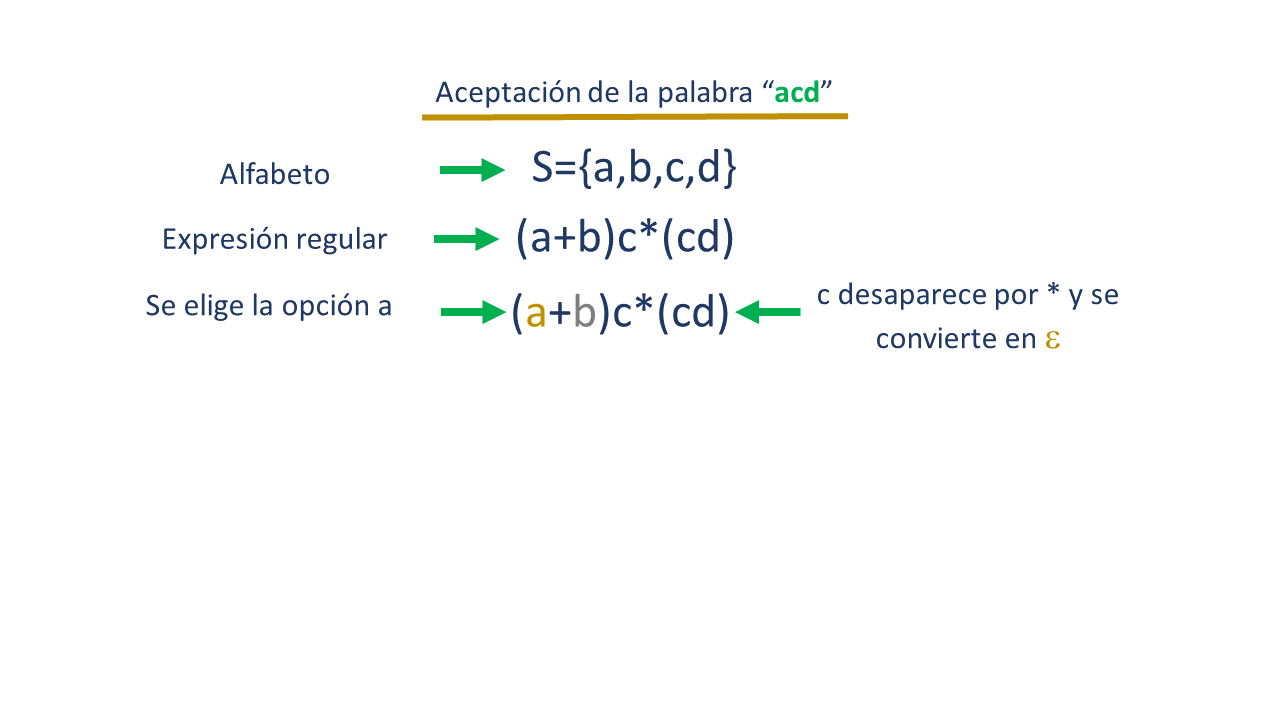 Aceptación de la palabra “acd”
Alfabeto
S={a,b,c,d}
Expresión regular
(a+b)c*(cd)
Se elige la opción a
(a+b)c*(cd)
c desaparece por * y se
convierte en ε